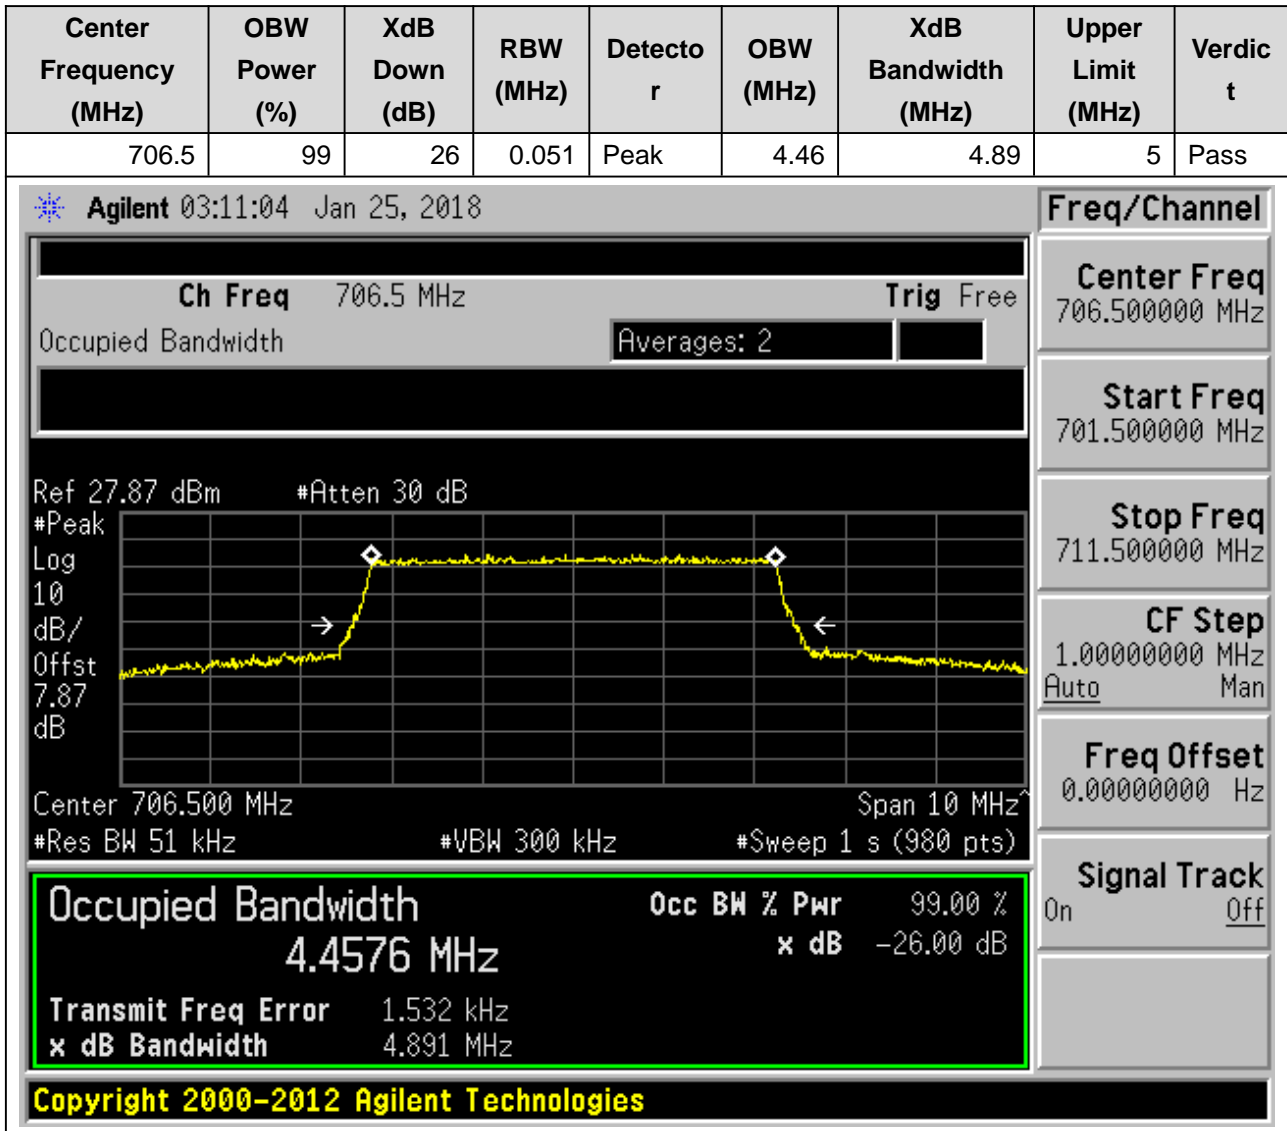 Center Frequency (MHz) OBW Power (%) XdB Down (dB) RBW (MHz) Detecto r OBW (MHz) XdB Bandwidth (MHz) Upper Limit (MHz) Verdic t
706.5 99 26 0.051 Peak 4.46 4.89 5 Pass
Agilent 03:11:04 Jan 25, 2018
Ch Freq 706.5 MHz Trig Free
Occupied Bandwidth Averages: 2
Ref 27.87 dBm #Atten 30 dB
#Peak
Log
10
dB/
Offst
7.87
dB
Center 706.500 MHz Span 10 MHz^
#Res BW 51 kHz #VBW 300 kHz #Sweep 1 s (980 pts)
Occupied Bandwidth Occ BW % Pwr 99.00 %
4.4576 MHz x dB -26.00 dB
Transmit Freq Error 1.532 kHz
x dB Bandwidth 4.891 MHz
Copyright 2000-2012 Agilent Technologies
Freq/Channel
Center Freq
706.500000 MHz
Start Freq
701.500000 MHz
Stop Freq
711.500000 MHz
CF Step
1.00000000 MHz
Auto Man
Freq Offset
0.00000000 Hz
Signal Track
On Off